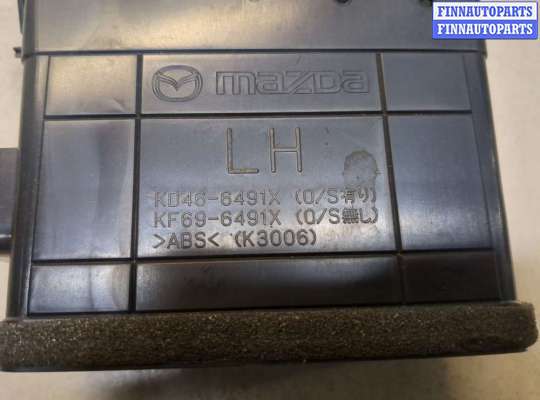 FINNAUTOPARTS
FINNAUTOPARTS
mazda
LH
KD46-6491X (O/S有り)
KF69-6491X (O/S無し)
>ABS< (K3006)